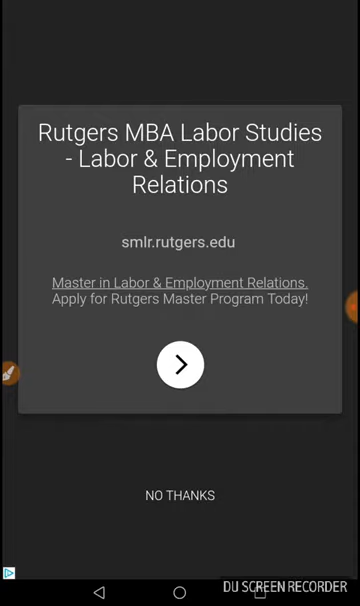 Rutgers MBA Labor Studies
- Labor & Employment
Relations
smlr.rutgers.edu
Master in Labor & Employment Relations.
Apply for Rutgers Master Program Today!
NO THANKS
DU SCREEN RECORDER